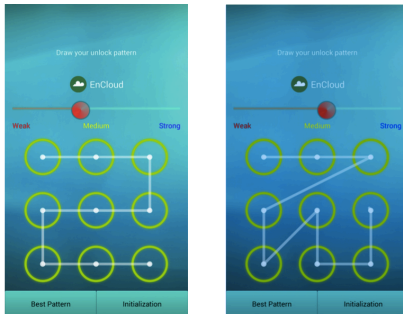 Draw your unlock pattern
EnCloud
Weak Medium Strong
Best Pattern Initialization
Draw your unlock pattern
EnCloud
Weak Medium Strong
Best Pattern Initialization